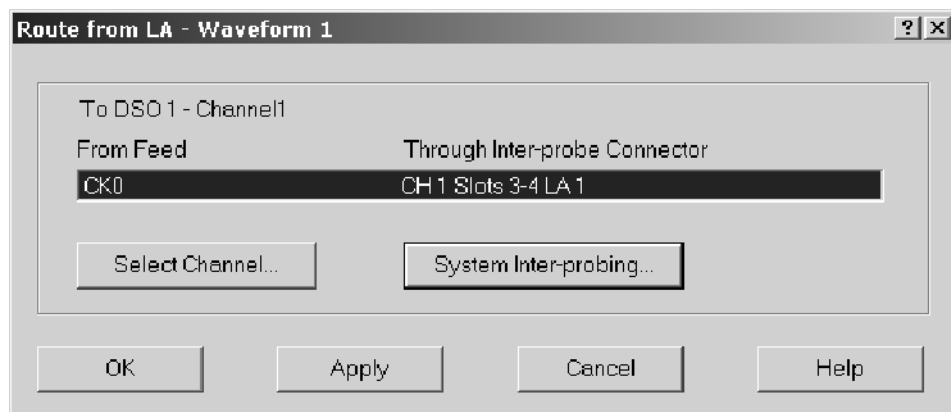 Route from LA - Waveform 1
? X
To DSO 1 - Channel1
From Feed Through Inter-probe Connector
CK0 CH 1 Slots 3-4 LA 1
Select Channel... System Inter-probing...
OK Apply Cancel Help